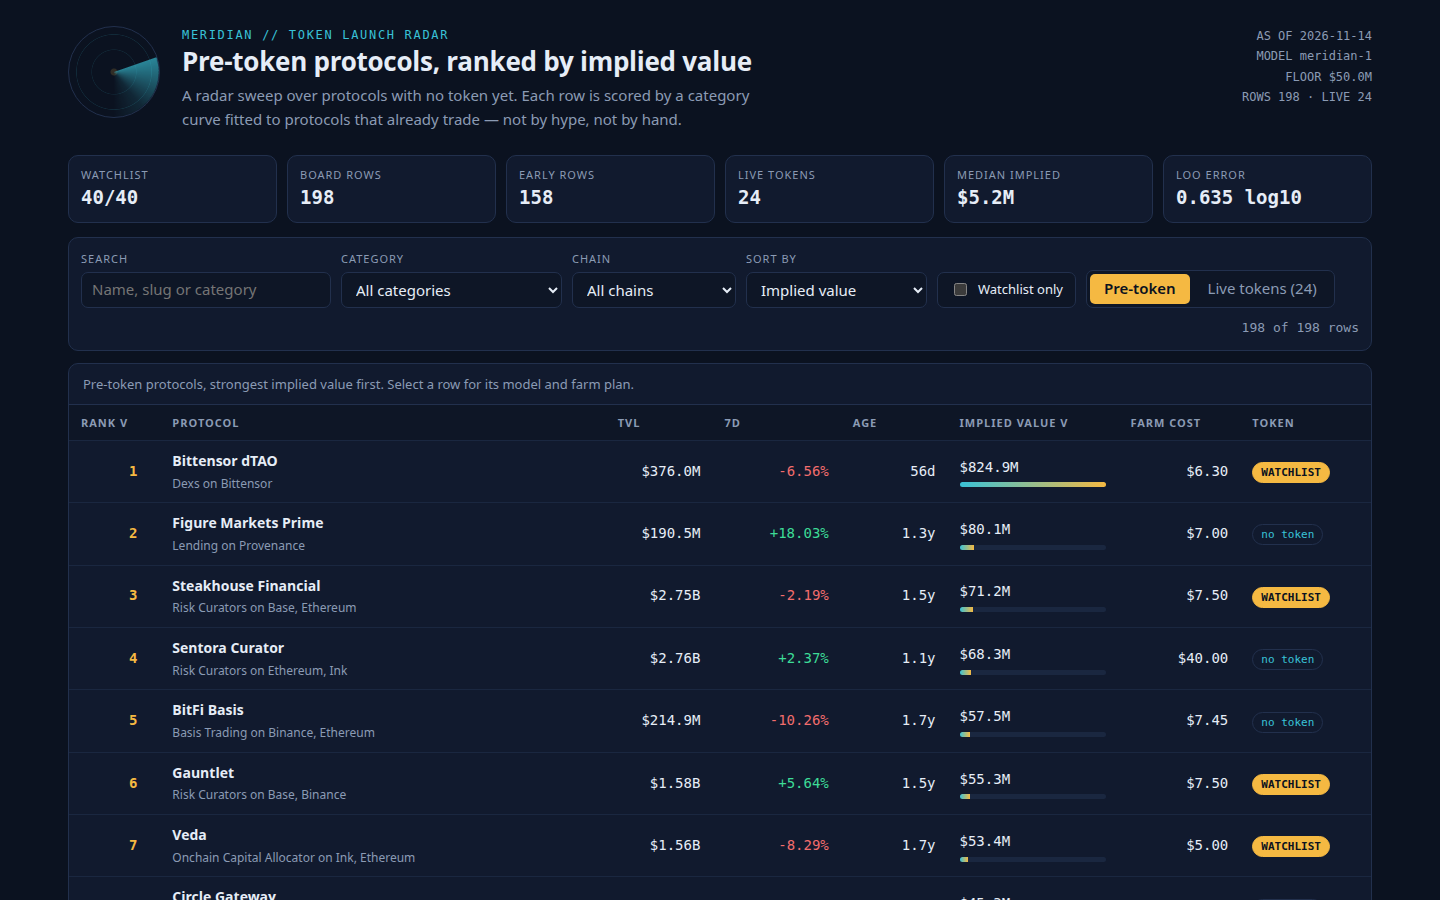 MERIDIAN // TOKEN LAUNCH RADAR
Pre-token protocols, ranked by implied value
A radar sweep over protocols with no token yet. Each row is scored by a category
curve fitted to protocols that already trade — not by hype, not by hand.
AS OF 2026-11-14
MODEL meridian-1
FLOOR $50.0M
ROWS 198 · LIVE 24
WATCHLIST
40/40
BOARD ROWS
198
EARLY ROWS
158
LIVE TOKENS
24
MEDIAN IMPLIED
$5.2M
LOO ERROR
0.635 log10
SEARCH
Name, slug or category
CATEGORY
All categories
CHAIN
All chains
SORT BY
Implied value
Watchlist only
Pre-token
Live tokens (24)
198 of 198 rows
Pre-token protocols, strongest implied value first. Select a row for its model and farm plan.
RANK V PROTOCOL TVL 7D AGE IMPLIED VALUE V FARM COST TOKEN
1 Bittensor dTAO $376.0M -6.56% 56d $824.9M $6.30 WATCHLIST
Dexs on Bittensor
2 Figure Markets Prime $190.5M +18.03% 1.3y $80.1M $7.00 no token
Lending on Provenance
3 Steakhouse Financial $2.75B -2.19% 1.5y $71.2M $7.50 WATCHLIST
Risk Curators on Base, Ethereum
4 Sentora Curator $2.76B +2.37% 1.1y $68.3M $40.00 no token
Risk Curators on Ethereum, Ink
5 BitFi Basis $214.9M -10.26% 1.7y $57.5M $7.45 no token
Basis Trading on Binance, Ethereum
6 Gauntlet $1.58B +5.64% 1.5y $55.3M $7.50 WATCHLIST
Risk Curators on Base, Binance
7 Veda $1.56B -8.29% 1.7y $53.4M $5.00 WATCHLIST
Onchain Capital Allocator on Ink, Ethereum
Circle Gateway